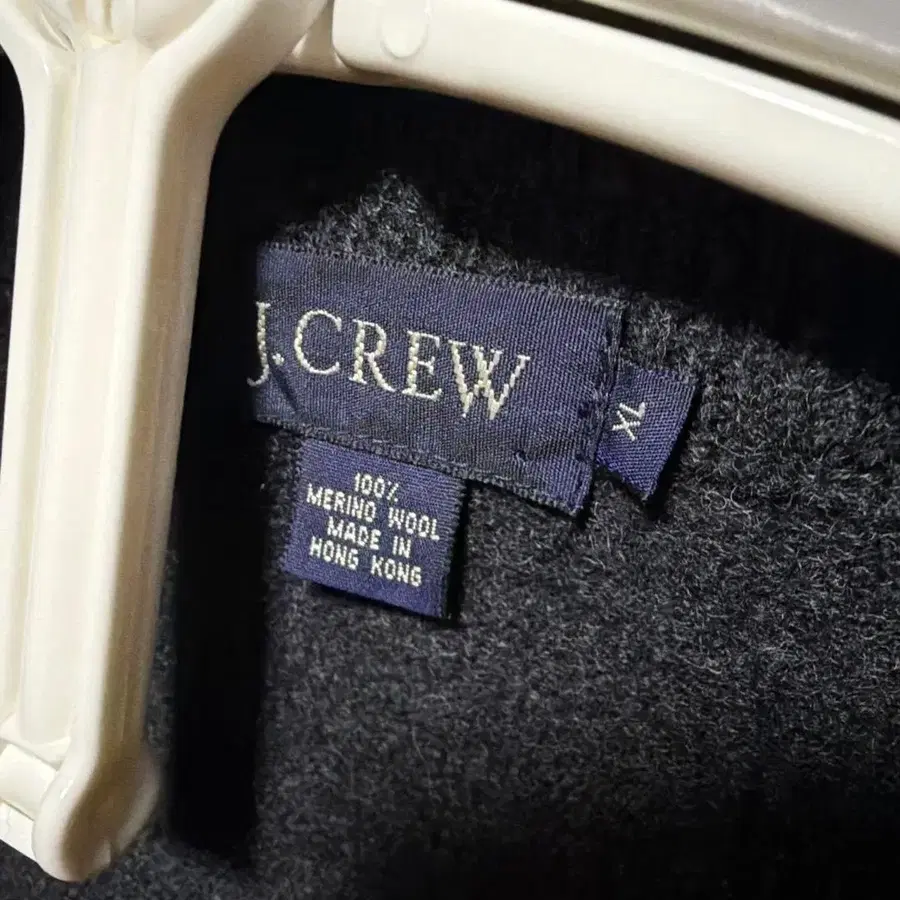 J.CREW
XL
100%
MERINO WOOL
MADE IN
HONG KONG